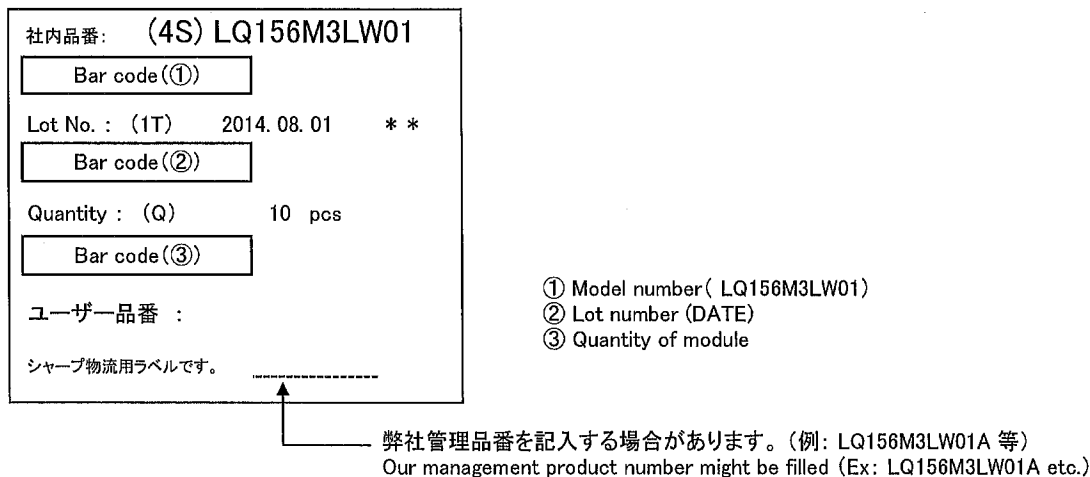 社内品番: (4S) LQ156M3LW01
Bar code(①)
Lot No. : (1T) 2014. 08. 01 * *
Bar code(②)
Quantity : (Q) 10 pcs
Bar code(③)
ユーザー品番 :
シャープ物流用ラベルです。
① Model number( LQ156M3LW01)
② Lot number (DATE)
③ Quantity of module
弊社管理品番を記入する場合があります。(例: LQ156M3LW01A 等)
Our management product number might be filled (Ex: LQ156M3LW01A etc.)